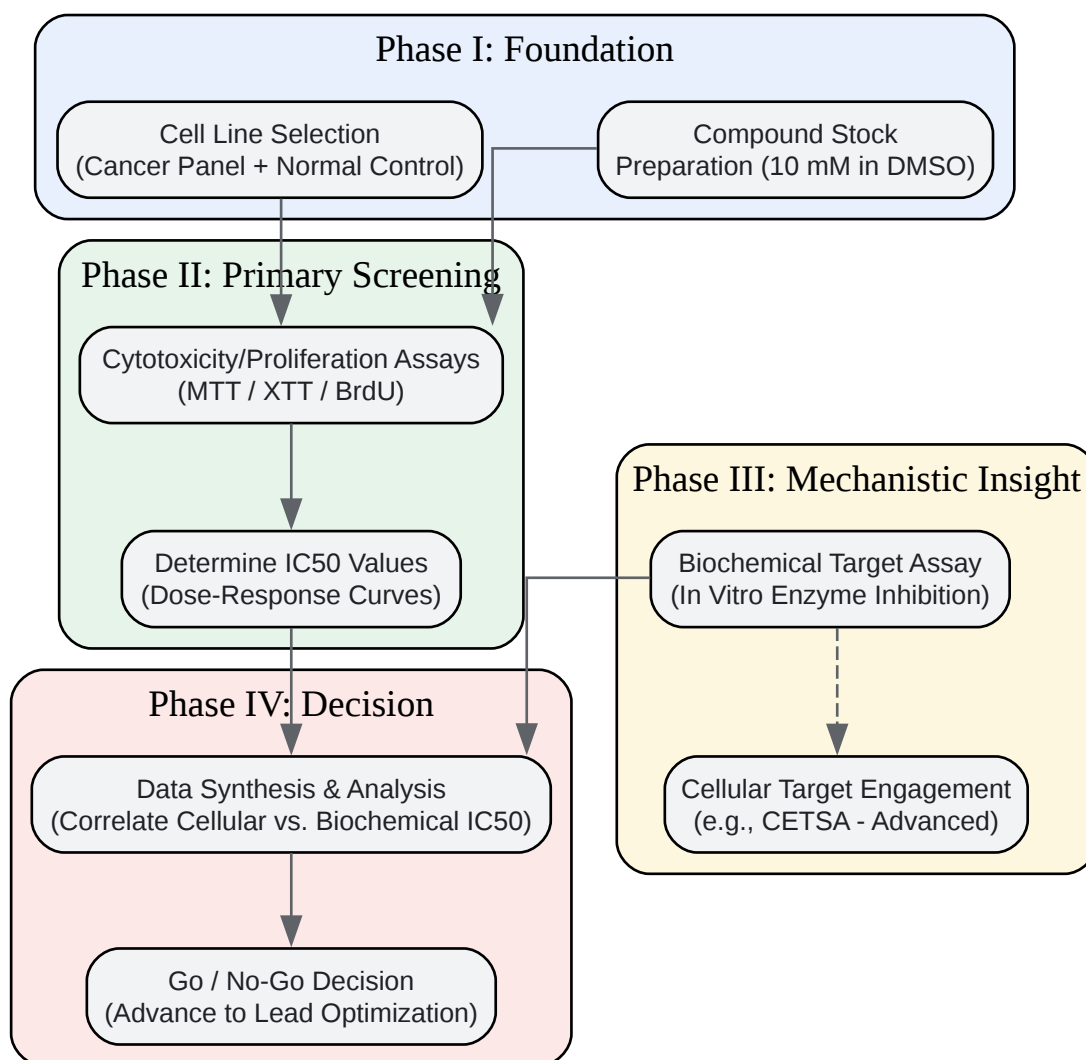 Phase I: Foundation
Cell Line Selection
(Cancer Panel + Normal Control)
Compound Stock
Preparation (10 mM in DMSO)
Phase II: Primary Screening
Cytotoxicity/Proliferation Assays
(MTT / XTT / BrdU)
Determine IC50 Values
(Dose-Response Curves)
Phase III: Mechanistic Insight
Biochemical Target Assay
(In Vitro Enzyme Inhibition)
Cellular Target Engagement
(e.g., CETSA - Advanced)
Phase IV: Decision
Data Synthesis & Analysis
(Correlate Cellular vs. Biochemical IC50)
Go / No-Go Decision
(Advance to Lead Optimization)